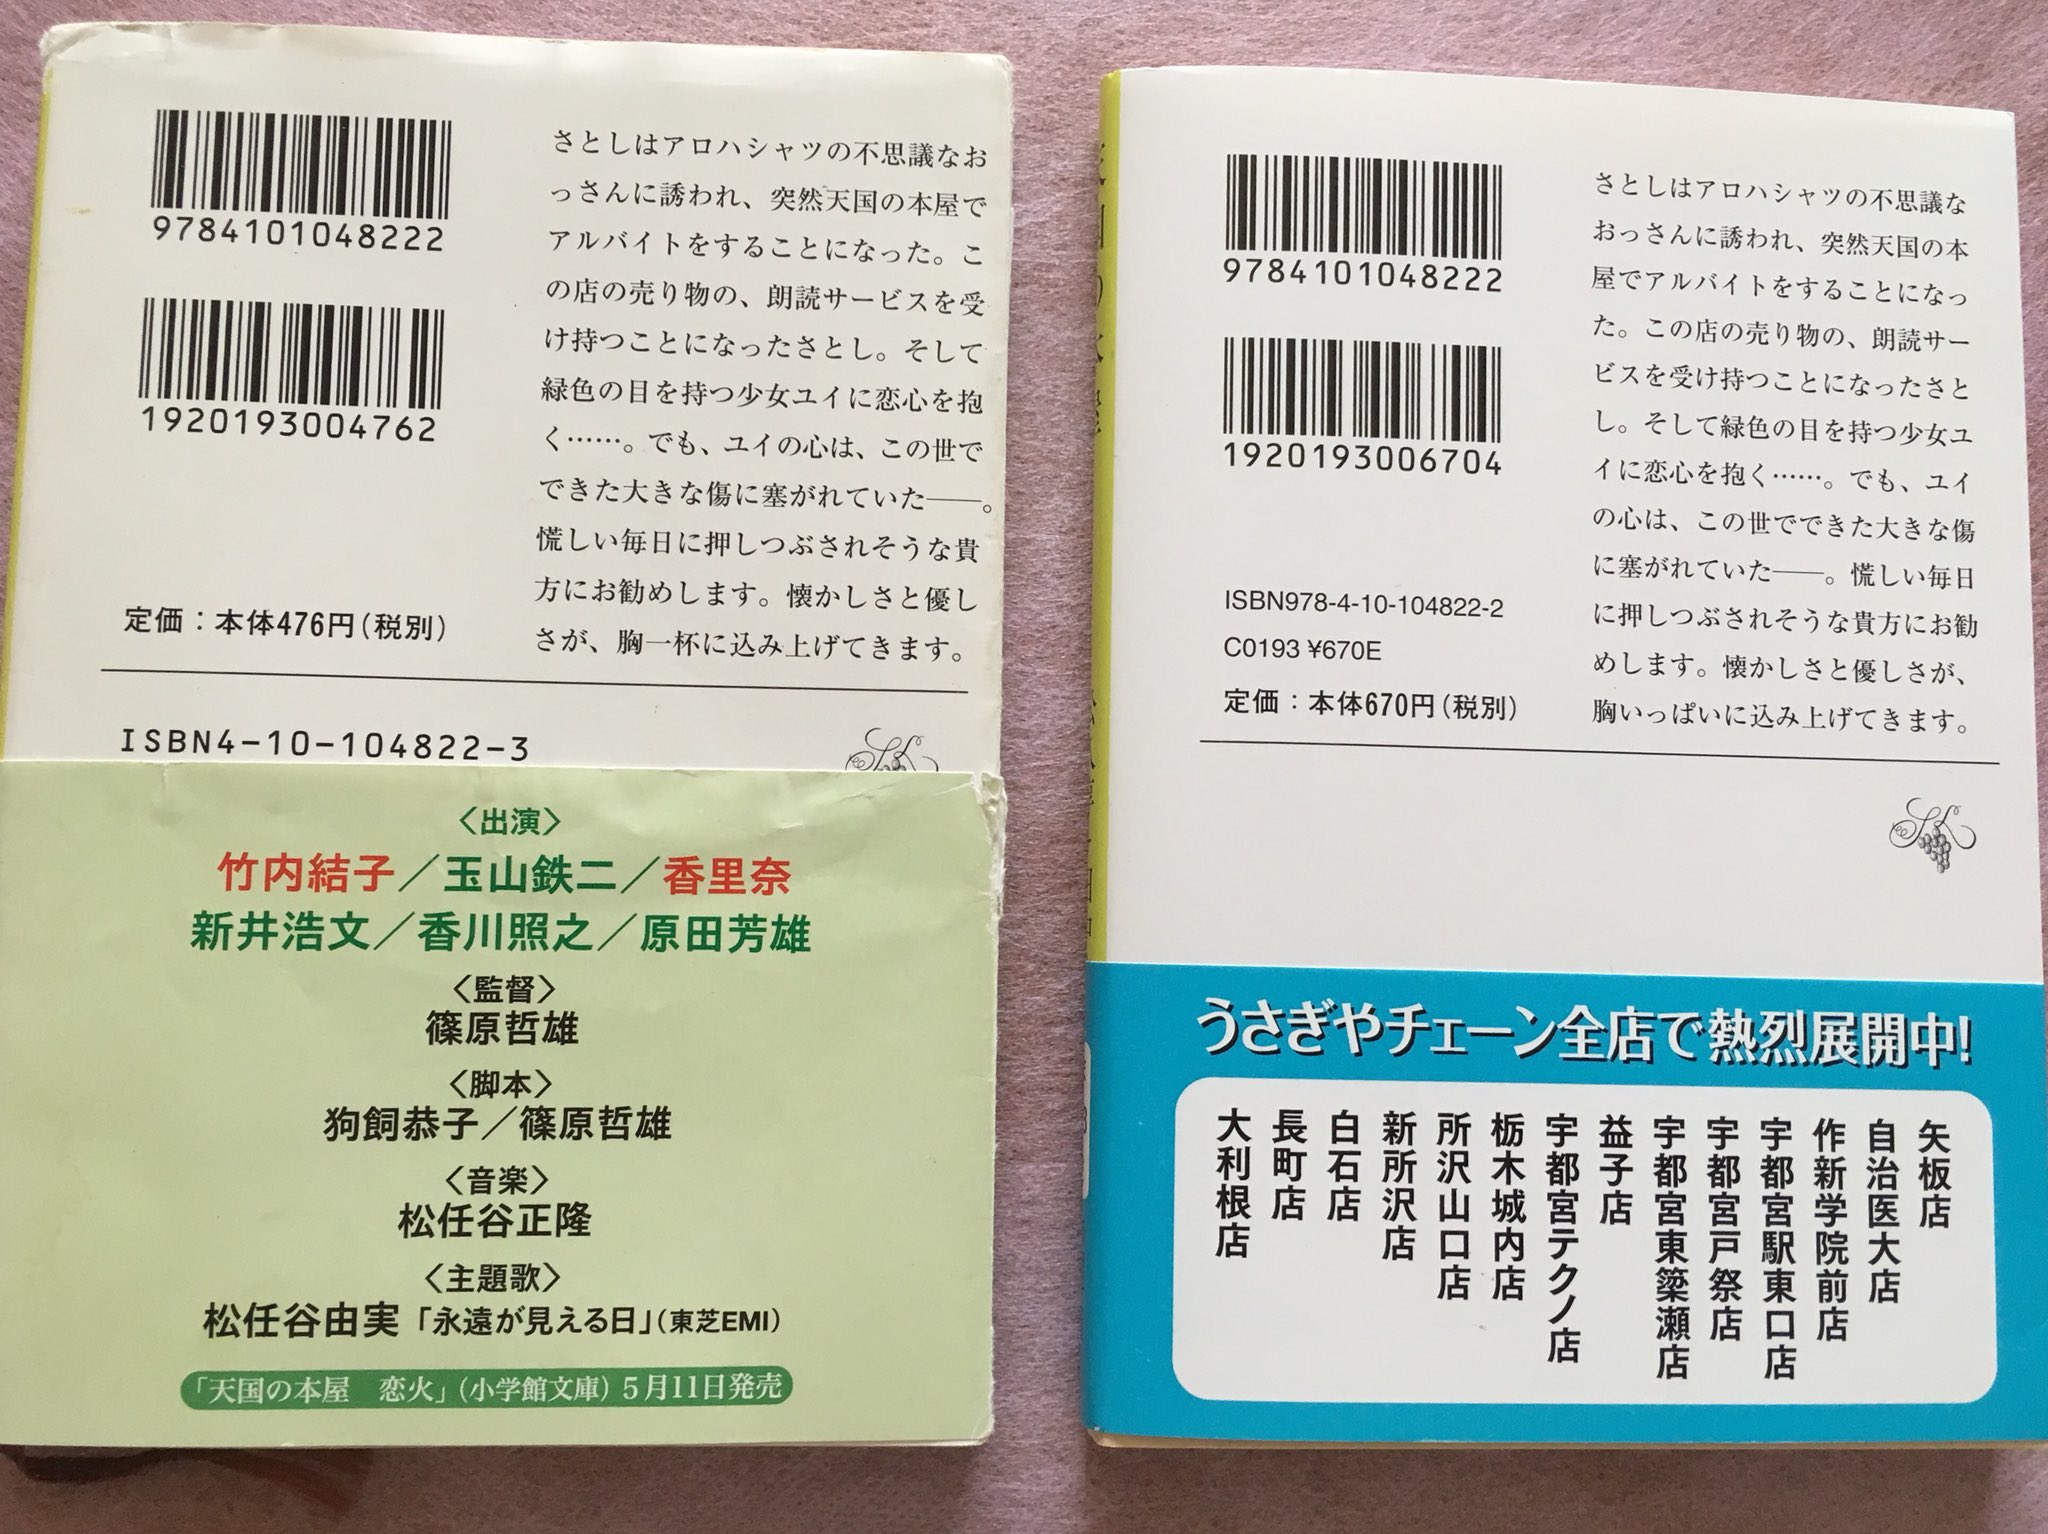 9784101048222
1920193004762
さとしはアロハシャツの不思議なお
っさんに誘われ、突然天国の本屋で
アルバイトをすることになった。こ
の店の売り物の、朗読サービスを受
け持つことになったさとし。そして
緑色の目を持つ少女ユイに恋心を抱
く……。でも、ユイの心は、この世で
できた大きな傷に塞がれていた――。
慌しい毎日に押しつぶされそうな貴
方にお勧めします。懐かしさと優し
さが、胸一杯に込み上げてきます。
定価：本体476円（税別）
ISBN4-10-104822-3
〈出演〉
竹内結子／玉山鉄二／香里奈
新井浩文／香川照之／原田芳雄
〈監督〉
篠原哲雄
〈脚本〉
狗飼恭子／篠原哲雄
〈音楽〉
松任谷正隆
〈主題歌〉
松任谷由実「永遠が見える日」（東芝EMI）
「天国の本屋　恋火」（小学館文庫）５月11日発売
9784101048222
1920193006704
さとしはアロハシャツの不思議な
おっさんに誘われ、突然天国の本
屋でアルバイトをすることになっ
た。この店の売り物の、朗読サー
ビスを受け持つことになったさと
し。そして緑色の目を持つ少女ユ
イに恋心を抱く……。でも、ユイ
の心は、この世でできた大きな傷
に塞がれていた――。慌しい毎日
に押しつぶされそうな貴方にお勧
めします。懐かしさと優しさが、
胸いっぱいに込み上げてきます。
ISBN978-4-10-104822-2
C0193 ¥670E
定価：本体670円（税別）
うさぎやチェーン全店で熱烈展開中！
矢板店
自治医大店
作新学院前店
宇都宮駅東口店
宇都宮戸祭店
宇都宮東簗瀬店
益子店
宇都宮テクノ店
栃木城内店
所沢山口店
新所沢店
白石店
長町店
大利根店